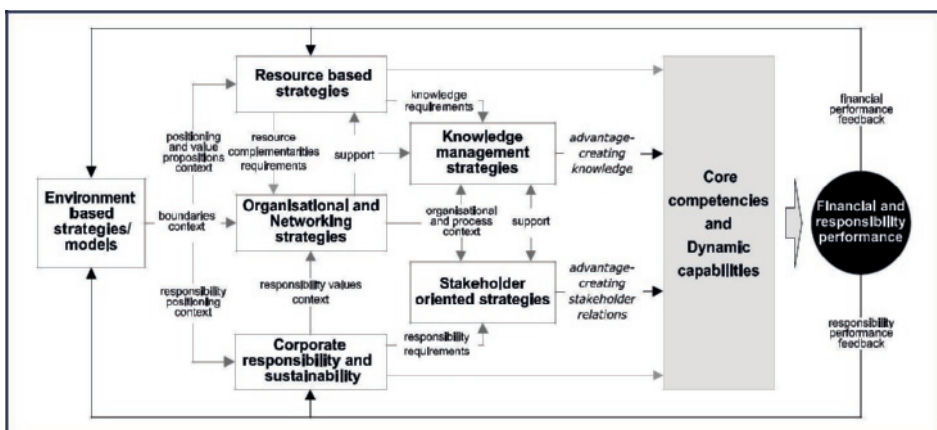 Resource based
strategies
knowledge
requirements
financial
performance
feedback
positioning
and value
propositions
context
resource
complementarities
requirements
support
Knowledge
management
strategies
advantage-
creating
knowledge
Environment
based
strategies/
models
boundaries
context
Organisational and
Networking
strategies
organisational
and process
context
support
Core
competencies
and
Dynamic
capabilities
Financial and
responsibility
performance
responsibility
positioning
context
responsibility values
context
Stakeholder
oriented strategies
advantage-
creating
stakeholder
relations
Corporate
responsibility and
sustainability
responsibility
requirements
responsibility
performance
feedback